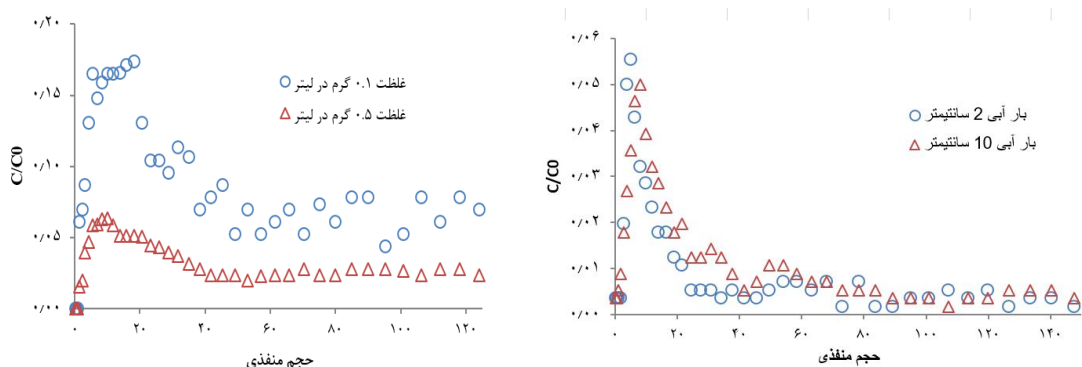 ۰٫۲۰
۰٫۱۵
۰٫۱۰
۰٫۰۵
۰٫۰۰
C/C0
۰ ۲۰ ۴۰ ۶۰ ۸۰ ۱۰۰ ۱۲۰
حجم منفذی
غلظت ۰.۱ گرم در لیتر
غلظت ۰.۵ گرم در لیتر
۰٫۰۶
۰٫۰۵
۰٫۰۴
۰٫۰۳
۰٫۰۲
۰٫۰۱
۰٫۰۰
C/C0
۰ ۲۰ ۴۰ ۶۰ ۸۰ ۱۰۰ ۱۲۰ ۱۴۰
حجم منفذی
بار آبی 2 سانتیمتر
بار آبی 10 سانتیمتر